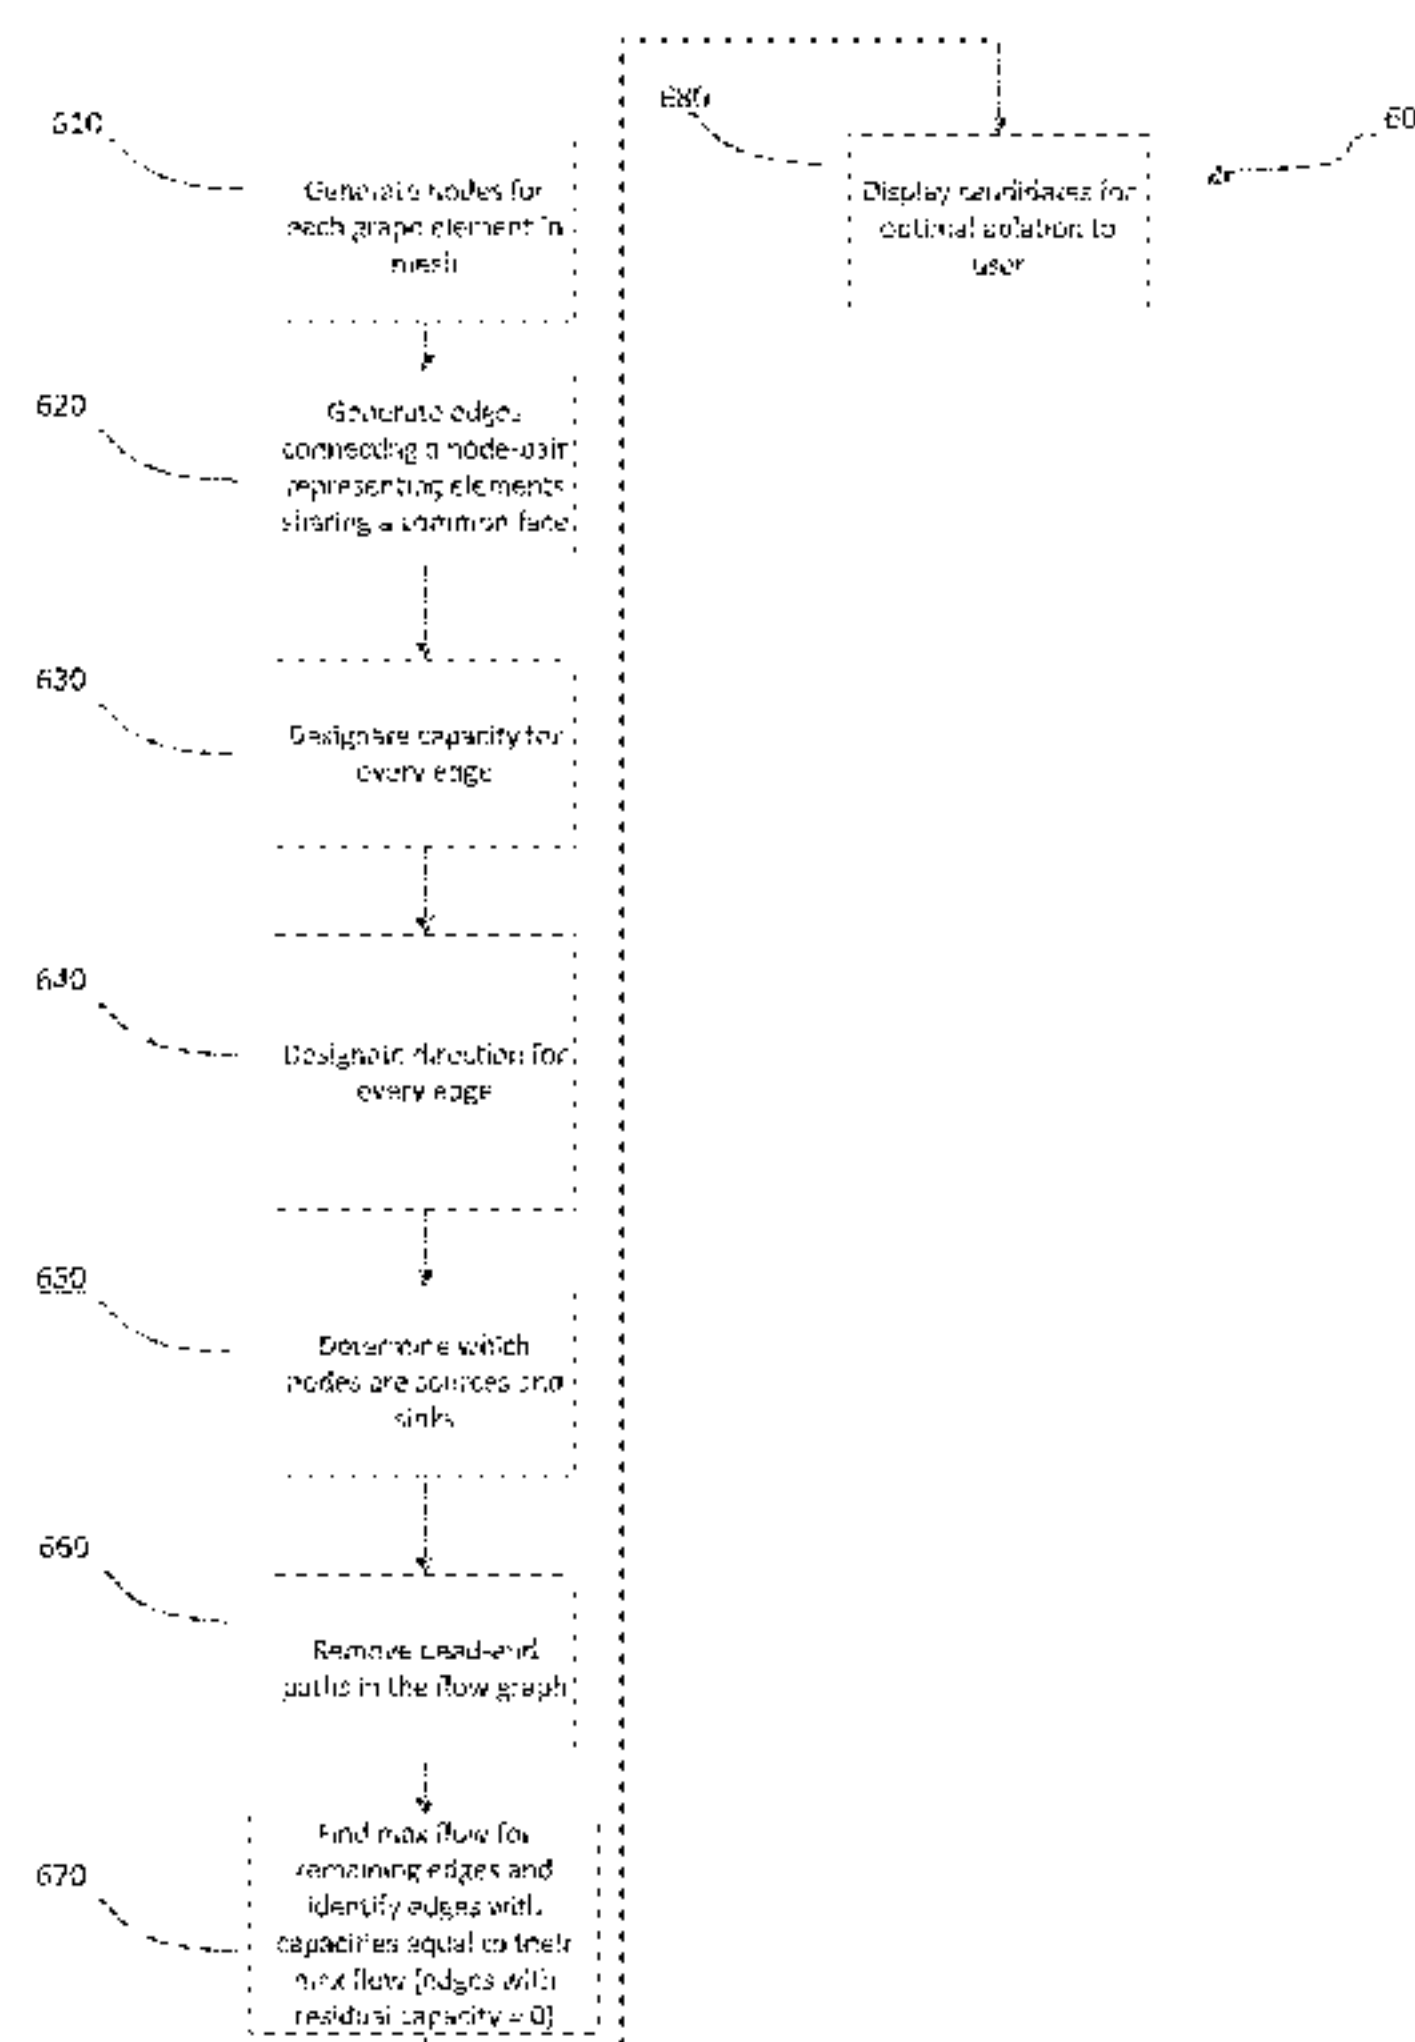 610
Generate nodes for
each graph element in
mesh
620
Generate edges
connecting a node-pair
representing elements
sharing a common face
630
Designate capacity for
every edge
640
Designate direction for
every edge
650
Determine which
nodes are sources and
sinks
660
Remove dead-end
paths in the flow graph
670
Find max flow for
remaining edges and
identify edges with
capacities equal to their
max flow (edges with
residual capacity = 0)
680
Display candidates for
optimal solution to
user
60